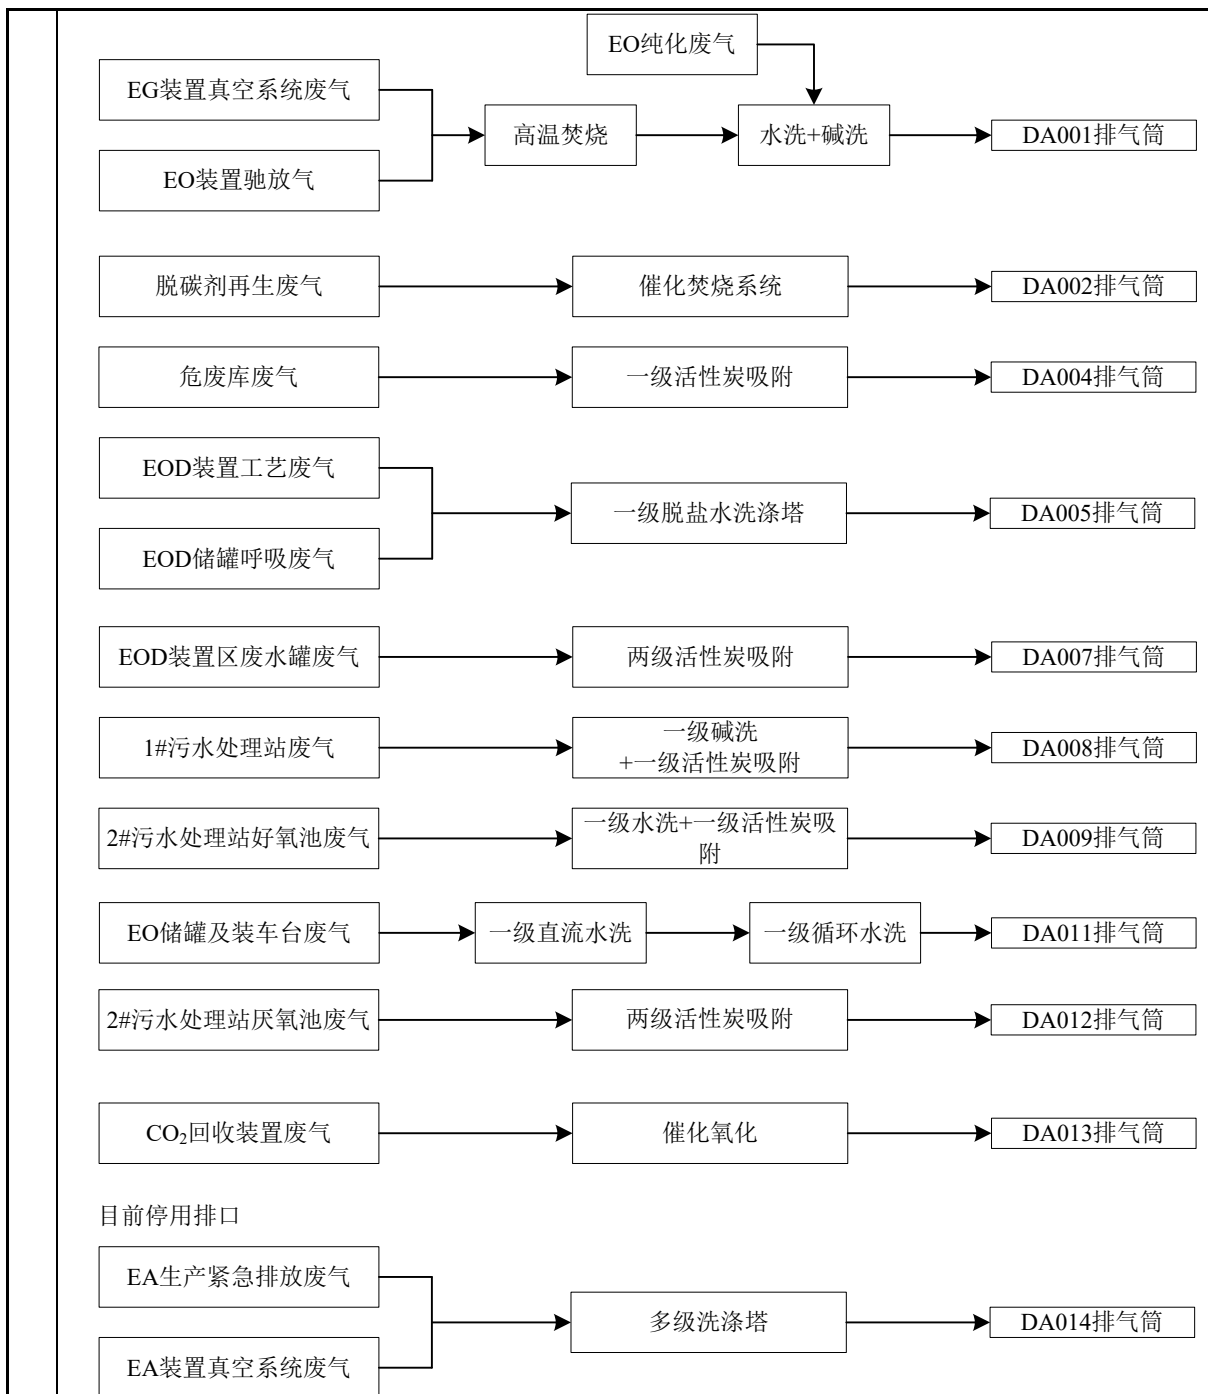 EO纯化废气
EG装置真空系统废气
高温焚烧
水洗+碱洗
DA001排气筒
EO装置驰放气
脱碳剂再生废气
催化焚烧系统
DA002排气筒
危废库废气
一级活性炭吸附
DA004排气筒
EOD装置工艺废气
一级脱盐水洗涤塔
DA005排气筒
EOD储罐呼吸废气
EOD装置区废水罐废气
两级活性炭吸附
DA007排气筒
1#污水处理站废气
一级碱洗
+一级活性炭吸附
DA008排气筒
2#污水处理站好氧池废气
一级水洗+一级活性炭吸
附
DA009排气筒
EO储罐及装车台废气
一级直流水洗
一级循环水洗
DA011排气筒
2#污水处理站厌氧池废气
两级活性炭吸附
DA012排气筒
CO₂回收装置废气
催化氧化
DA013排气筒
目前停用排口
EA生产紧急排放废气
多级洗涤塔
DA014排气筒
EA装置真空系统废气